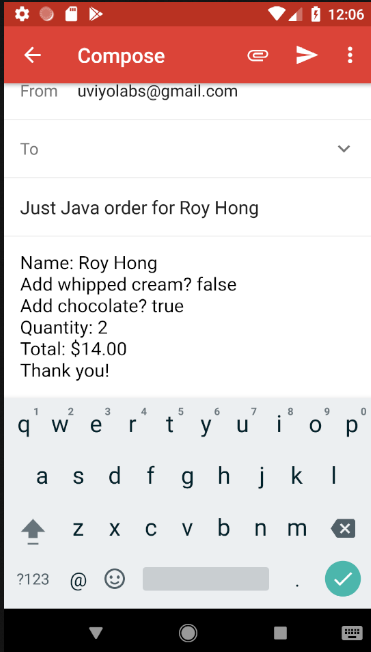 12:06
Compose
From uviyolabs@gmail.com
To
Just Java order for Roy Hong
Name: Roy Hong
Add whipped cream? false
Add chocolate? true
Quantity: 2
Total: $14.00
Thank you!
1 2 3 4 5 6 7 8 9 0
q w e r t y u i o p
a s d f g h j k l
z x c v b n m
?123 @ .